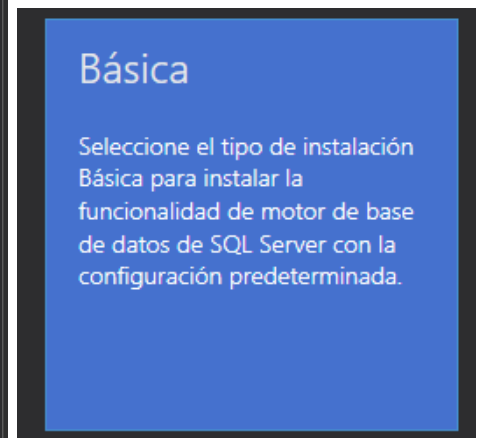 Básica
Seleccione el tipo de instalación
Básica para instalar la
funcionalidad de motor de base
de datos de SQL Server con la
configuración predeterminada.